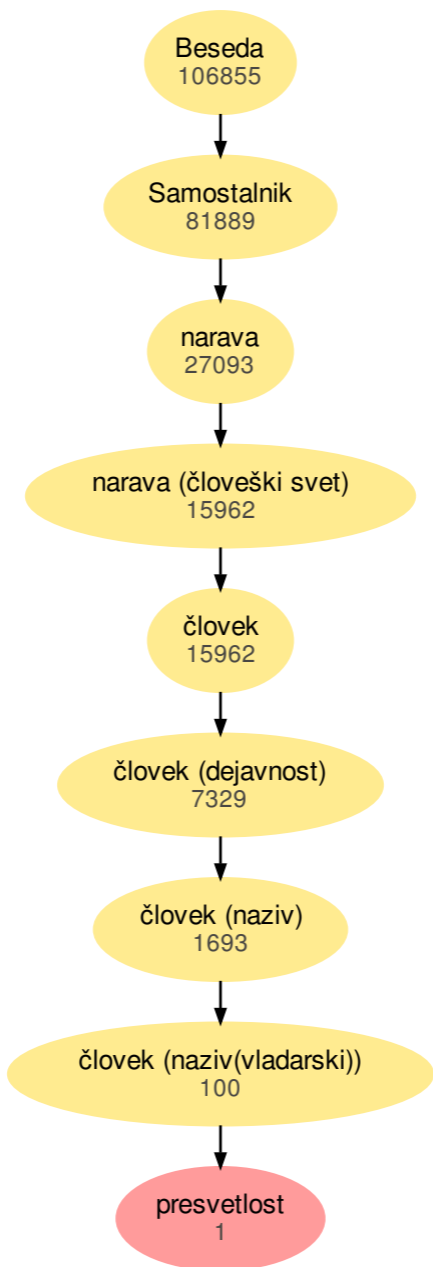 Beseda
106855
Samostalnik
81889
narava
27093
narava (človeški svet)
15962
človek
15962
človek (dejavnost)
7329
človek (naziv)
1693
človek (naziv(vladarski))
100
presvetlost
1